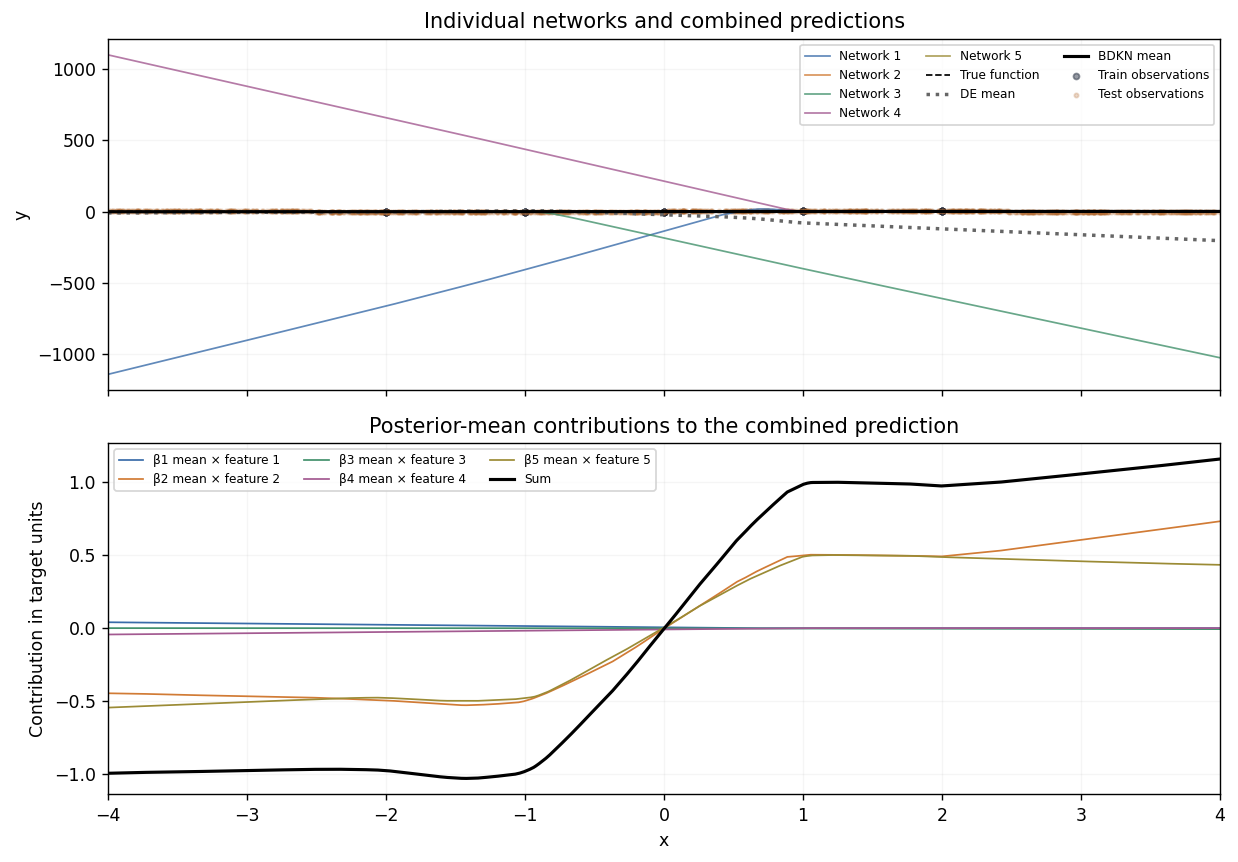 Individual networks and combined predictions
1000
500
0
−500
−1000
y
Network 1
Network 2
Network 3
Network 4
Network 5
True function
DE mean
BDKN mean
Train observations
Test observations
Posterior-mean contributions to the combined prediction
β1 mean × feature 1
β2 mean × feature 2
β3 mean × feature 3
β4 mean × feature 4
β5 mean × feature 5
Sum
1.0
0.5
0.0
−0.5
−1.0
Contribution in target units
−4 −3 −2 −1 0 1 2 3 4
x